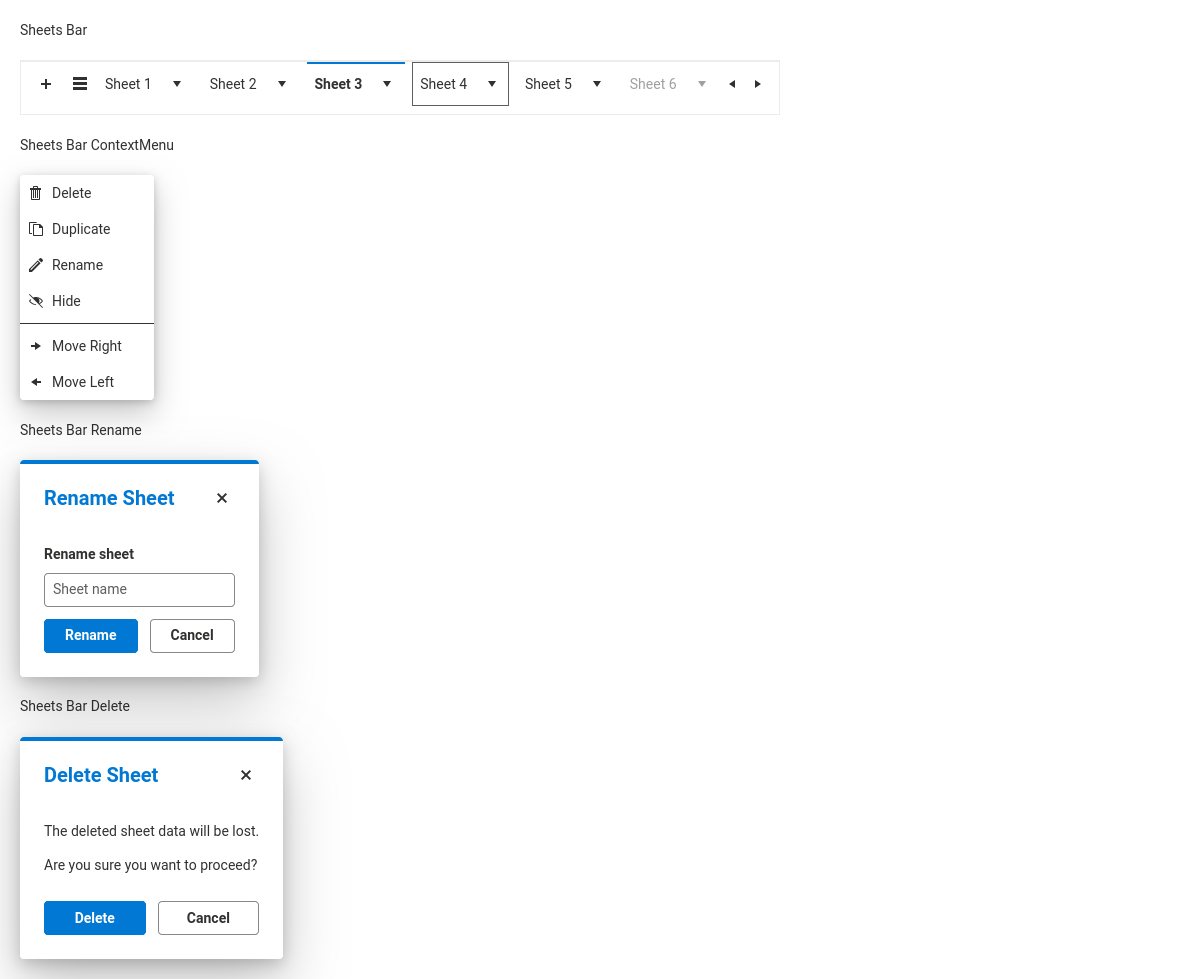 Sheets Bar
Sheet 1 Sheet 2 Sheet 3 Sheet 4 Sheet 5 Sheet 6
Sheets Bar ContextMenu
Delete
Duplicate
Rename
Hide
Move Right
Move Left
Sheets Bar Rename
Rename Sheet
Rename sheet
Sheet name
Rename Cancel
Sheets Bar Delete
Delete Sheet
The deleted sheet data will be lost.
Are you sure you want to proceed?
Delete Cancel